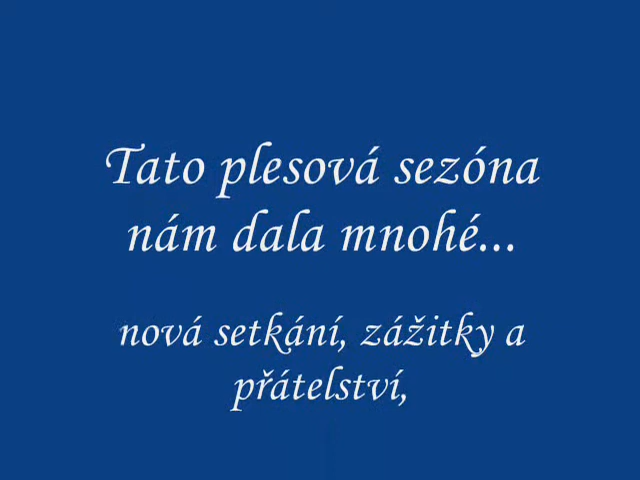 Tato plesová sezóna
nám dala mnohé...
nová setkání, zážitky a
přátelství,